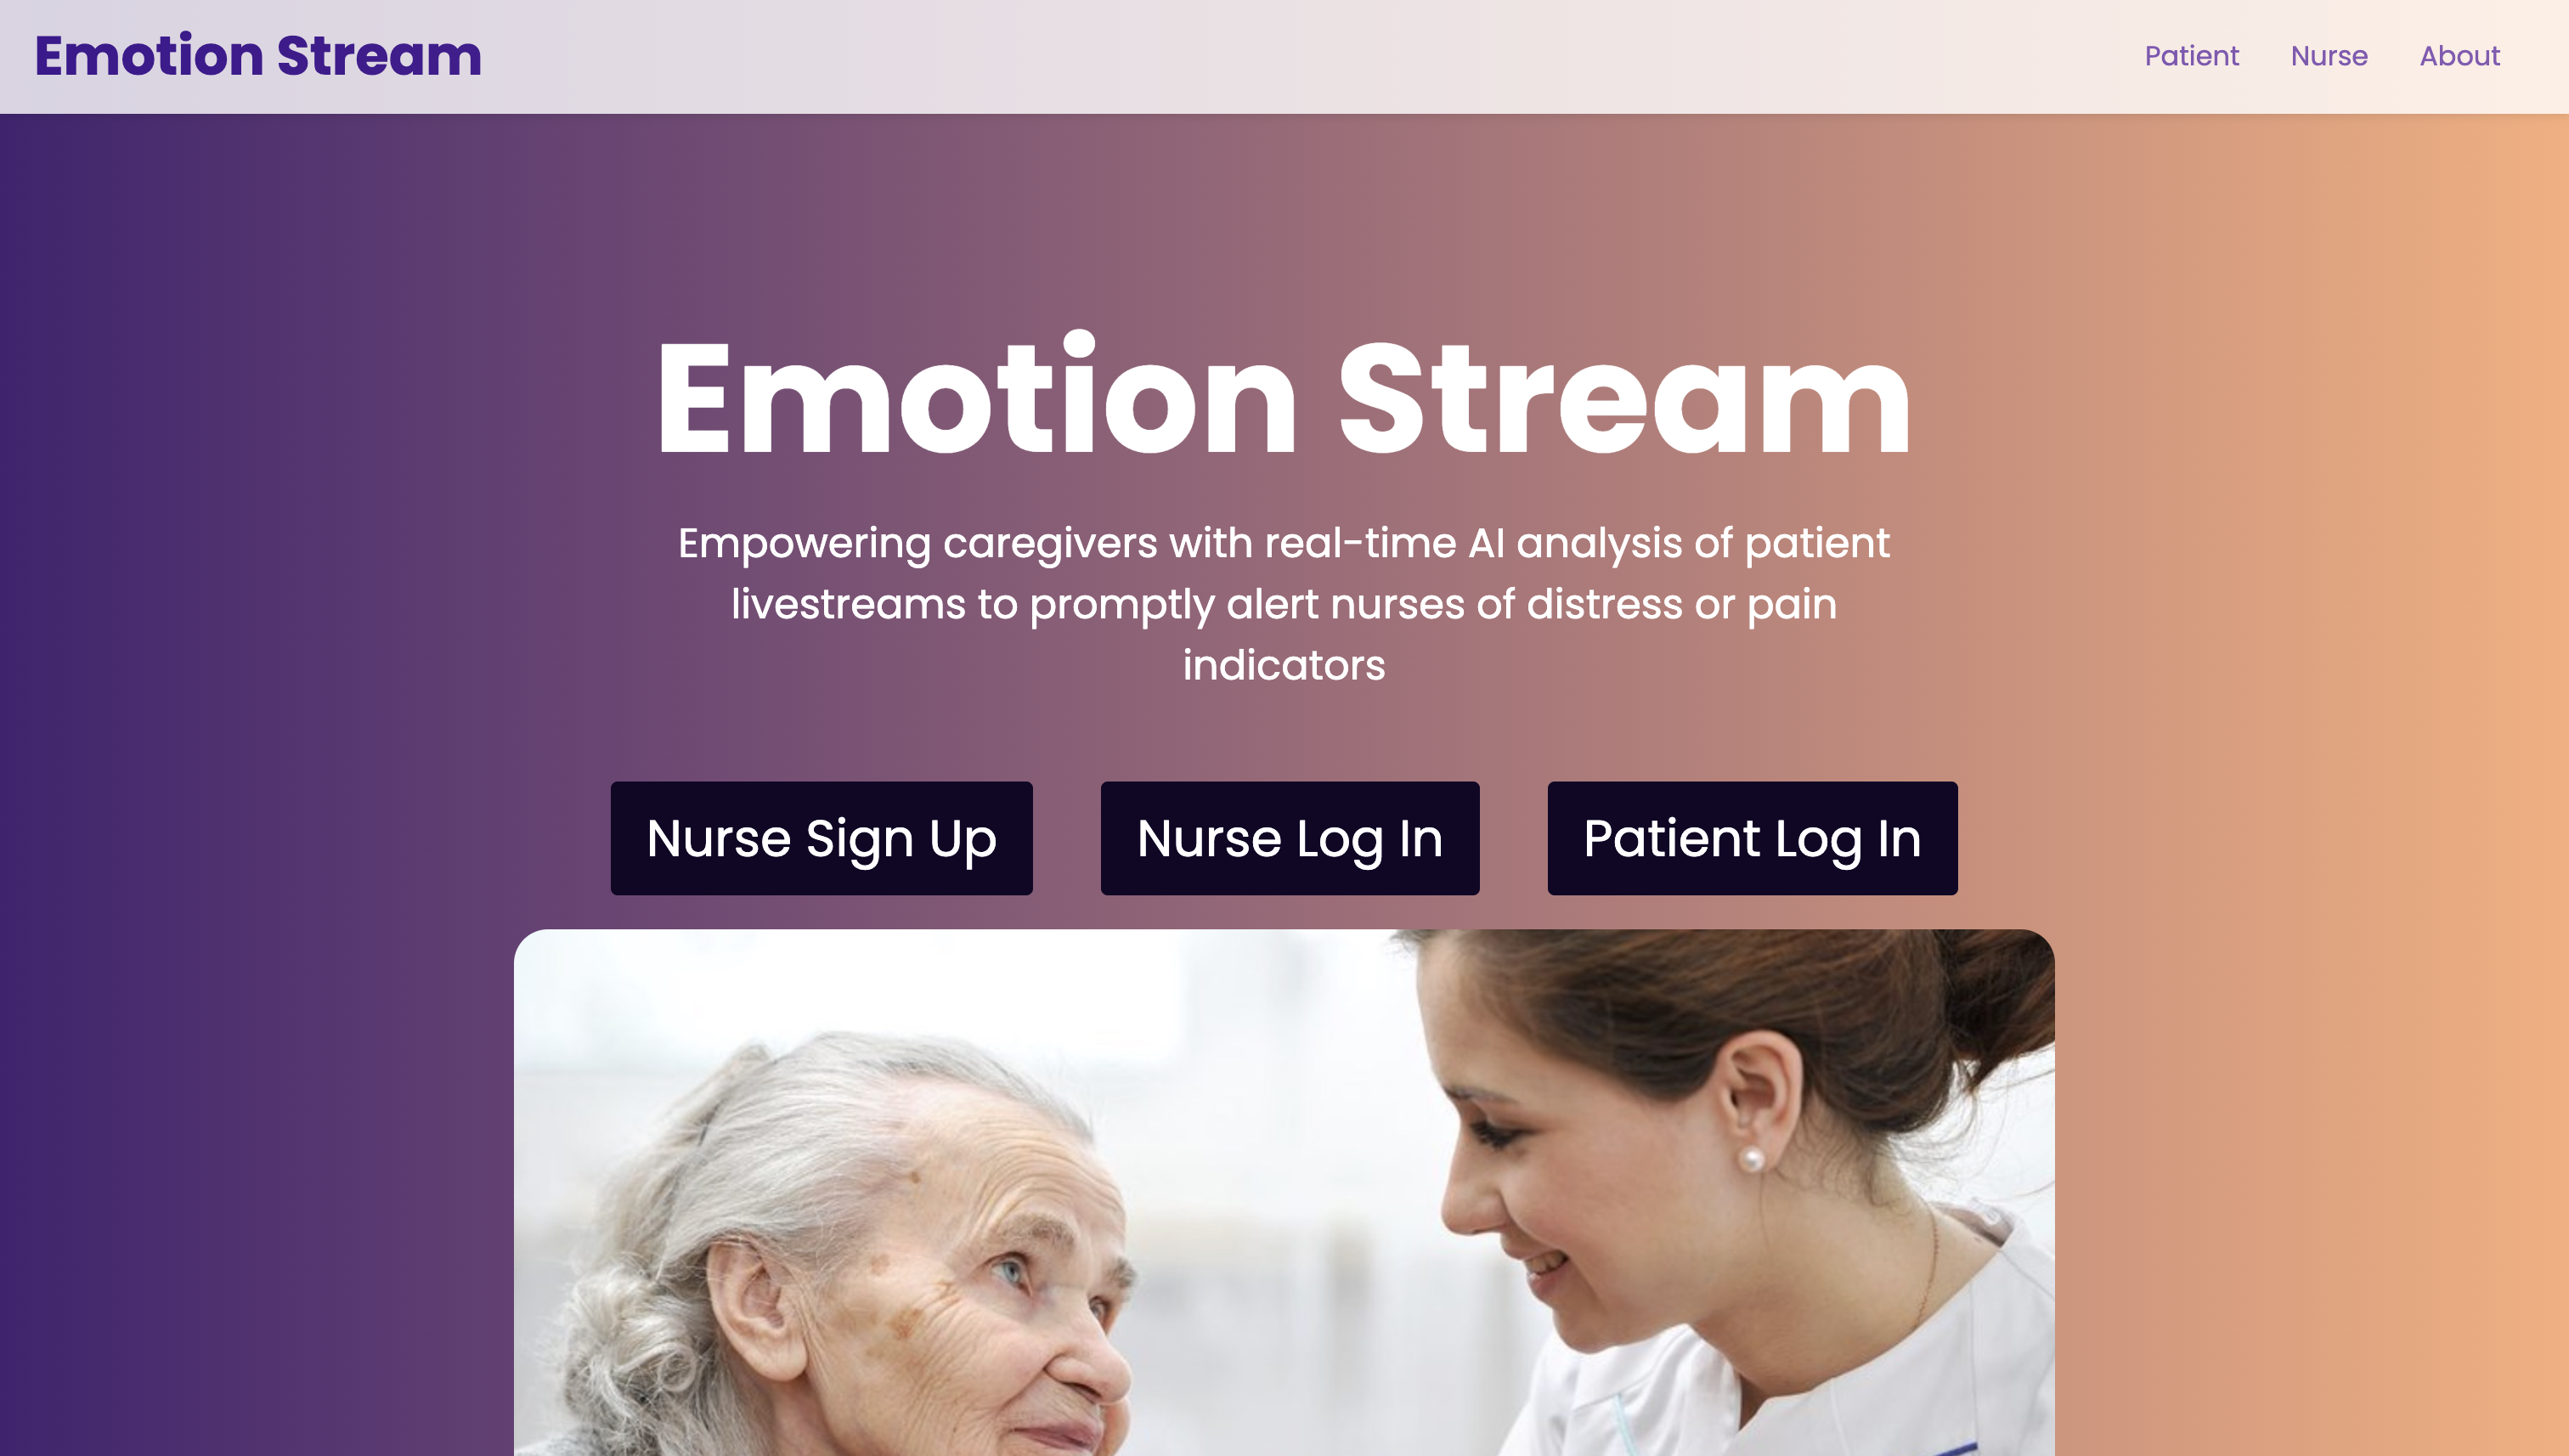 Emotion Stream
Patient
Nurse
About
Emotion Stream
Empowering caregivers with real-time AI analysis of patient
livestreams to promptly alert nurses of distress or pain
indicators
Nurse Sign Up
Nurse Log In
Patient Log In